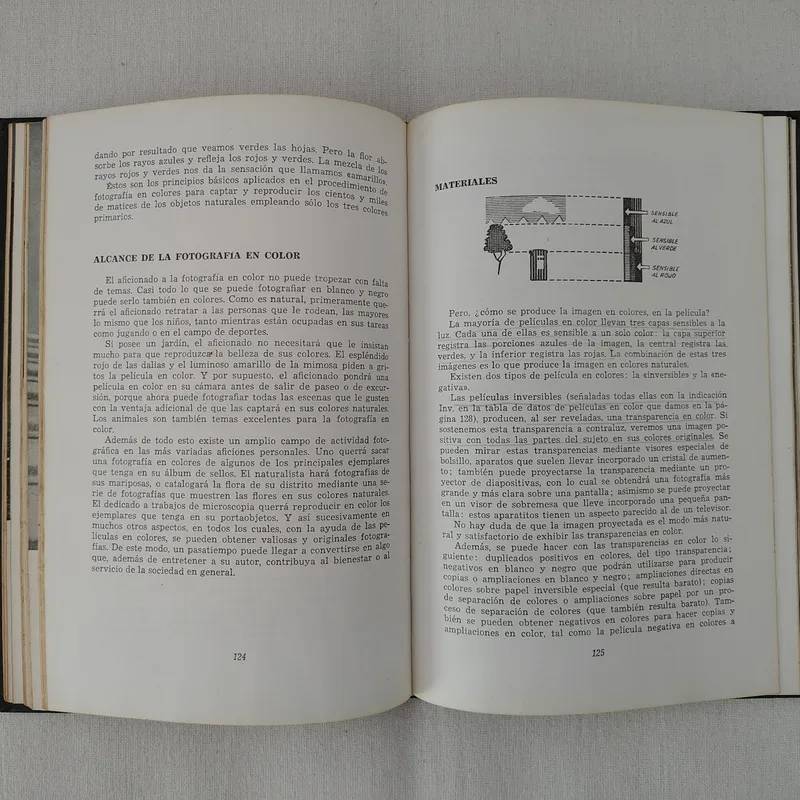 dando por resultado que veamos verdes las hojas. Pero la flor ab-
sorbe los rayos azules y refleja los rojos y verdes. La mezcla de los
rayos rojos y verdes nos da la sensación que llamamos «amarillo».
Éstos son los principios básicos aplicados en el procedimiento de
fotografía en colores para captar y reproducir los cientos y miles
de matices de los objetos naturales empleando sólo los tres colores
primarios.
ALCANCE DE LA FOTOGRAFIA EN COLOR
El aficionado a la fotografía en color no puede tropezar con falta
de temas. Casi todo lo que se puede fotografiar en blanco y negro
puede serlo también en colores. Como es natural, primeramente que-
rrá el aficionado retratar a las personas que le rodean, las mayores
lo mismo que los niños, tanto mientras están ocupadas en sus tareas
como jugando o en el campo de deportes.
Si posee un jardín, el aficionado no necesitará que le insistan
mucho para que reproduzca la belleza de sus colores. El espléndido
rojo de las dalias y el luminoso amarillo de la mimosa piden a gri-
tos la película en color. Y por supuesto, el aficionado pondrá una
película en color en su cámara antes de salir de paseo o de excur-
sión, porque ahora puede fotografiar todas las escenas que le gusten
con la ventaja adicional de que las captará en sus colores naturales.
Los animales son también temas excelentes para la fotografía en
color.
Además de todo esto existe un amplio campo de actividad foto-
gráfica en las más variadas aficiones personales. Uno querrá sacar
una fotografía en colores de algunos de los principales ejemplares
que tenga en su álbum de sellos. El naturalista hará fotografías de
sus mariposas, o catalogará la flora de su distrito mediante una se-
rie de fotografías que muestren las flores en sus colores naturales.
El dedicado a trabajos de microscopia querrá reproducir en color los
ejemplares que tenga en su portaobjetos. Y así sucesivamente en
muchos otros aspectos, en todos los cuales, con la ayuda de las pe-
lículas en colores, se pueden obtener valiosas y originales fotogra-
fías. De este modo, un pasatiempo puede llegar a convertirse en algo
que, además de entretener a su autor, contribuya al bienestar o al
servicio de la sociedad en general.
124
MATERIALES
SENSIBLE
AL AZUL
SENSIBLE
AL VERDE
SENSIBLE
AL ROJO
Pero, ¿cómo se produce la imagen en colores, en la película?
La mayoría de películas en color llevan tres capas sensibles a la
luz. Cada una de ellas es sensible a un solo color: la capa superior
registra las porciones azules de la imagen, la central registra las
verdes, y la inferior registra las rojas. La combinación de estas tres
imágenes es lo que produce la imagen en colores naturales.
Existen dos tipos de película en colores: la «inversible» y la «ne-
gativa».
Las películas inversibles (señaladas todas ellas con la indicación
Inv. en la tabla de datos de películas en color que damos en la pá-
gina 128), producen, al ser reveladas, una transparencia en color. Si
sostenemos esta transparencia a contraluz, veremos una imagen po-
sitiva con todas las partes del sujeto en sus colores originales. Se
pueden mirar estas transparencias mediante visores especiales de
bolsillo, aparatos que suelen llevar incorporado un cristal de aumen-
to; también puede proyectarse la transparencia mediante un pro-
yector de diapositivas, con lo cual se obtendrá una fotografía más
grande y más clara sobre una pantalla; asimismo se puede proyectar
en un visor de sobremesa que lleve incorporado una pequeña pan-
talla: estos aparatitos tienen un aspecto parecido al de un televisor.
No hay duda de que la imagen proyectada es el modo más natu-
ral y satisfactorio de exhibir las transparencias en color.
Además, se puede hacer con las transparencias en color lo si-
guiente: duplicados positivos en colores, del tipo transparencia;
negativos en blanco y negro que podrán utilizarse para producir
copias o ampliaciones en blanco y negro; ampliaciones directas en
colores sobre papel inversible especial (que resulta barato); copias
de separación de colores o ampliaciones sobre papel por un pro-
ceso de separación de colores (que también resulta barato). Tam-
bién se pueden obtener negativos en colores para hacer copias y
ampliaciones en color, tal como la película negativa en colores a
125